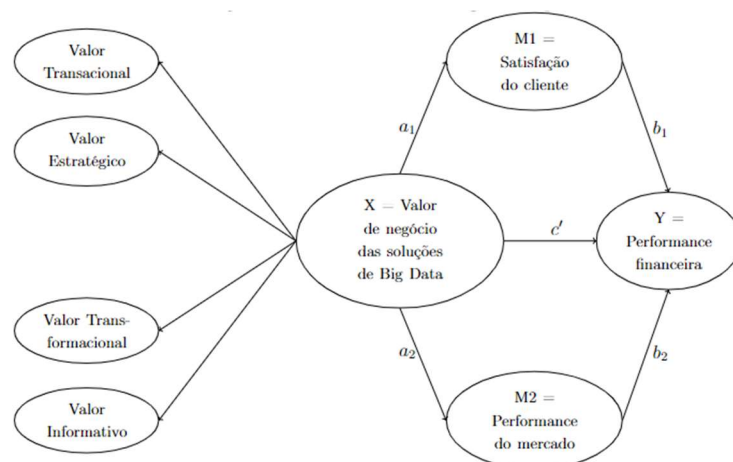 Valor
Transacional
Valor
Estratégico
Valor Trans-
formacional
Valor
Informativo
X = Valor
de negócio
das soluções
de Big Data
M1 =
Satisfação
do cliente
M2 =
Performance
do mercado
Y =
Performance
financeira
a₁
b₁
c′
a₂
b₂